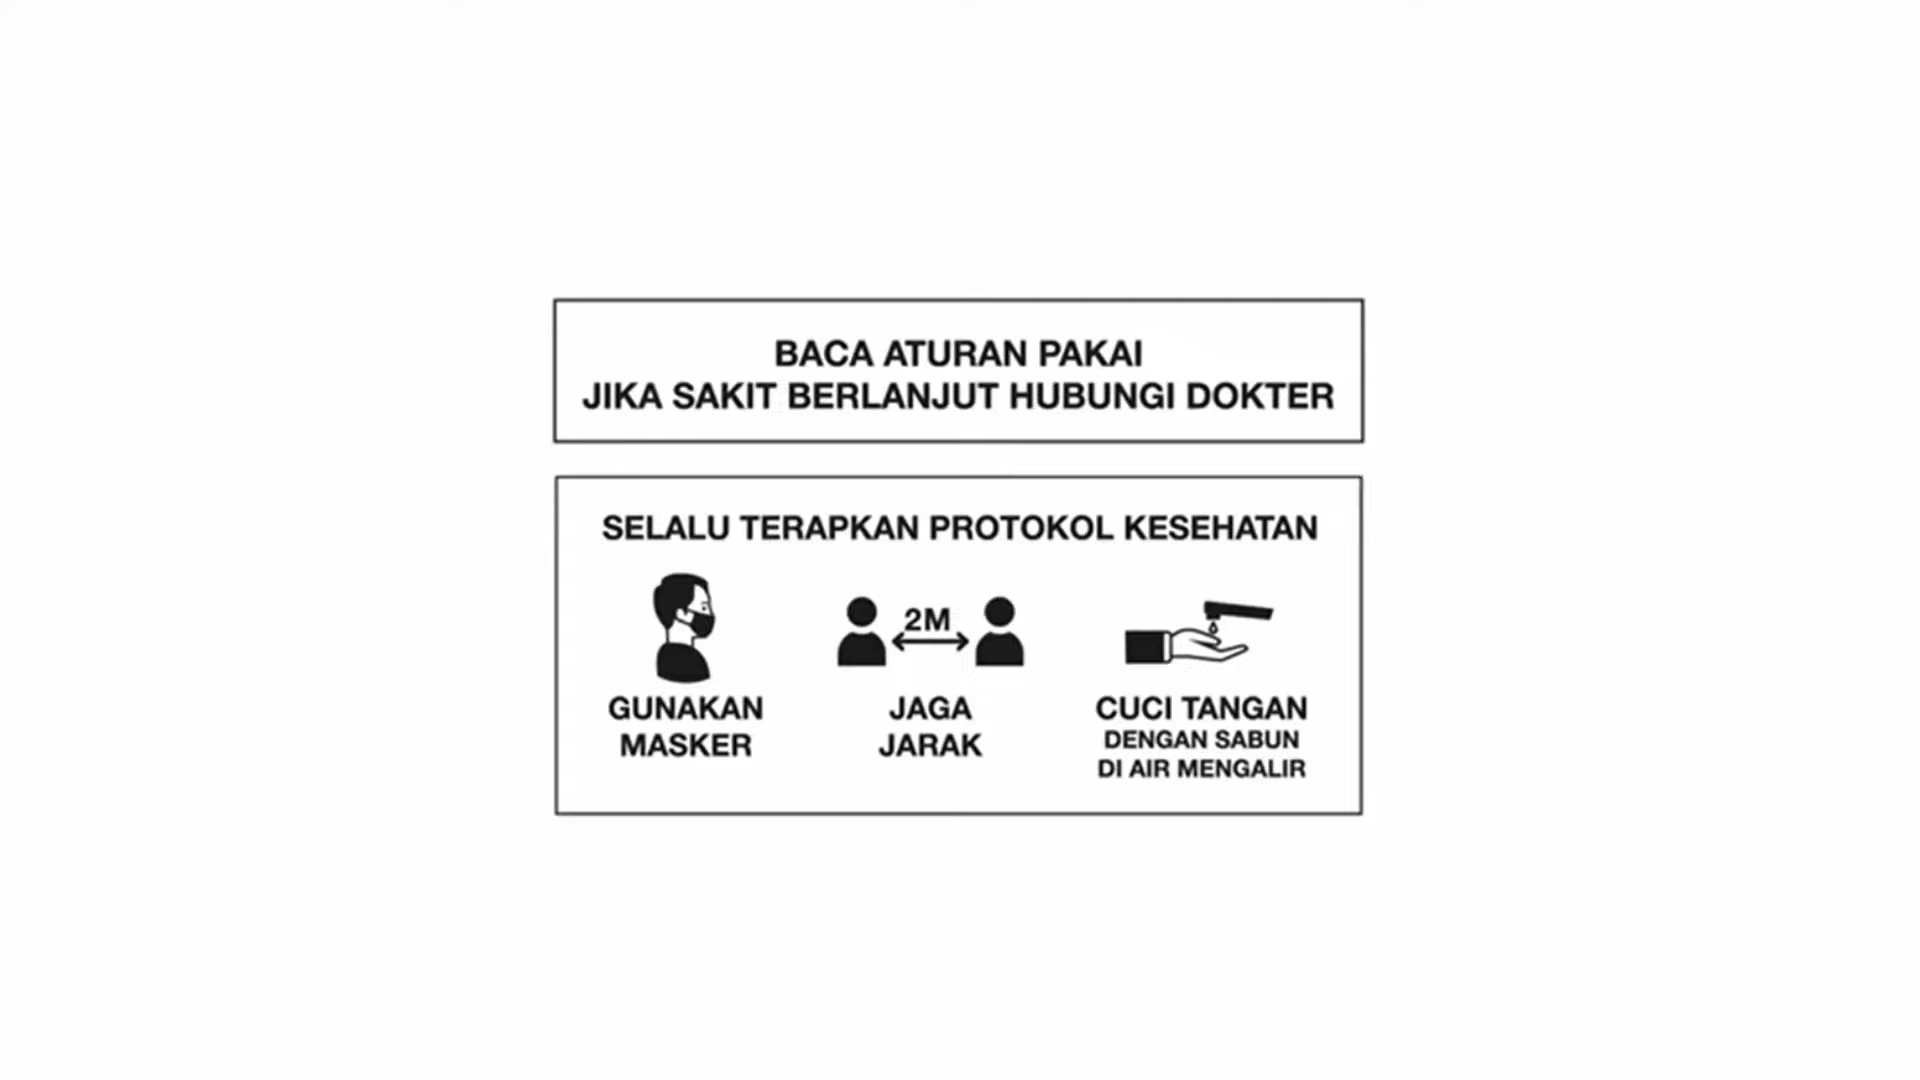 BACA ATURAN PAKAI
JIKA SAKIT BERLANJUT HUBUNGI DOKTER
SELALU TERAPKAN PROTOKOL KESEHATAN
2M
GUNAKAN
MASKER
JAGA
JARAK
CUCI TANGAN
DENGAN SABUN
DI AIR MENGALIR